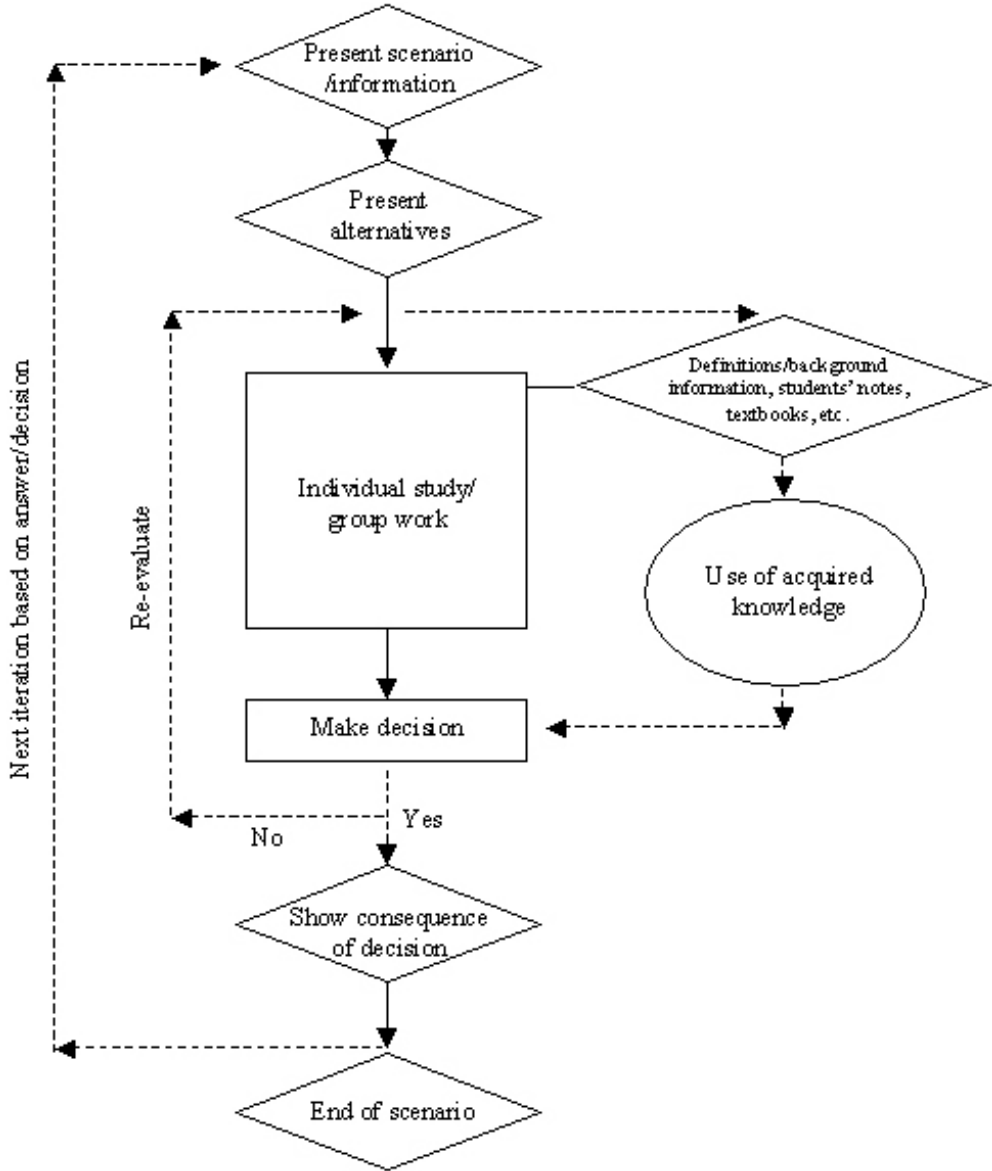 Present scenario
/information
Present
alternatives
Definitions/background
information, students' notes,
textbooks, etc.
Individual study/
group work
Use of acquired
knowledge
Re-evaluate
Next iteration based on answer/decision
Make decision
No
Yes
Show consequence
of decision
End of scenario